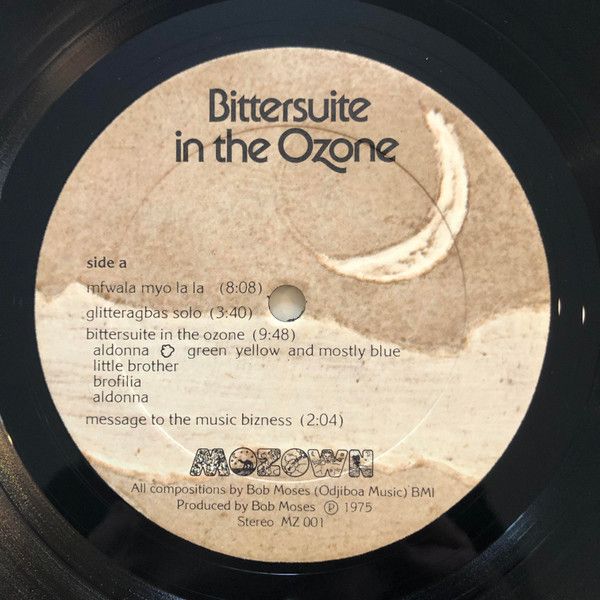 Bittersuite
in the Ozone
side a
mfwala myo la la (8:08)
glitteragbas solo (3:40)
bittersuite in the ozone (9:48)
aldonna green yellow and mostly blue
little brother
brofilia
aldonna
message to the music bizness (2:04)
MOZOWN
All compositions by Bob Moses (Odjiboa Music) BMI
Produced by Bob Moses Ⓟ 1975
Stereo MZ 001